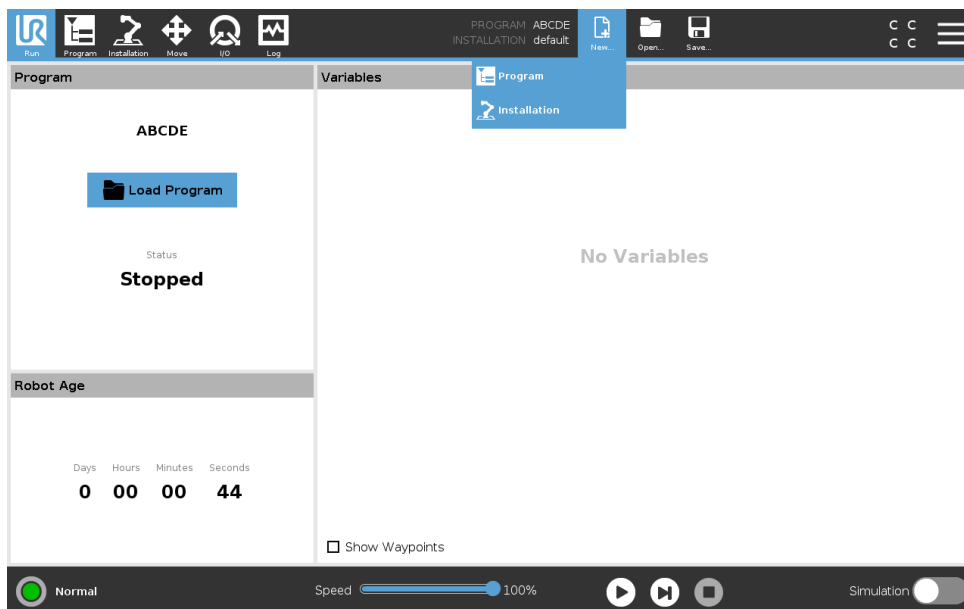 UR
Run
Program
Installation
Move
I/O
Log
PROGRAM ABCDE
INSTALLATION default
New...
Open...
Save...
C C
C C
Program
Variables
Program
Installation
ABCDE
Load Program
Status
Stopped
No Variables
Robot Age
Days Hours Minutes Seconds
0 00 00 44
Show Waypoints
Normal
Speed 100%
Simulation